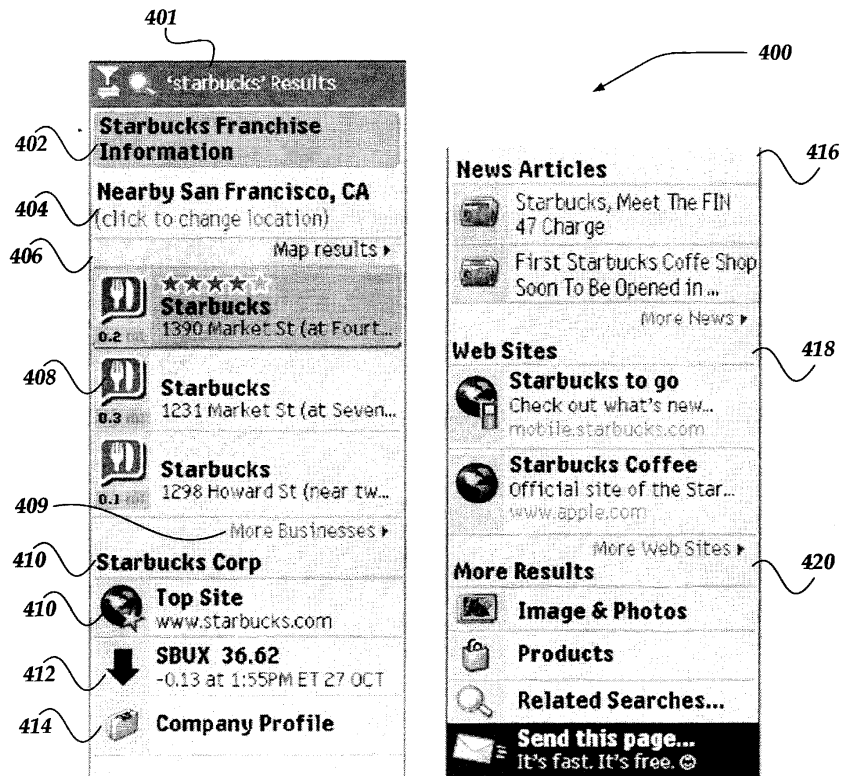 401
'starbucks' Results
402
Starbucks Franchise
Information
404
Nearby San Francisco, CA
(click to change location)
406
Map results
Starbucks
1390 Market St (at Fourt...
0.2 mi
408
Starbucks
1231 Market St (at Seven...
0.3 mi
Starbucks
1298 Howard St (near tw...
0.1 mi
409
More Businesses
410
Starbucks Corp
410
Top Site
www.starbucks.com
412
SBUX 36.62
-0.13 at 1:55PM ET 27 OCT
414
Company Profile
400
416
News Articles
Starbucks, Meet The FIN
47 Charge
First Starbucks Coffe Shop
Soon To Be Opened in ...
More News
418
Web Sites
Starbucks to go
Check out what's new...
mobile.starbucks.com
Starbucks Coffee
Official site of the Star...
www.apple.com
More Web Sites
420
More Results
Image & Photos
Products
Related Searches...
Send this page...
It's fast. It's free. ☺